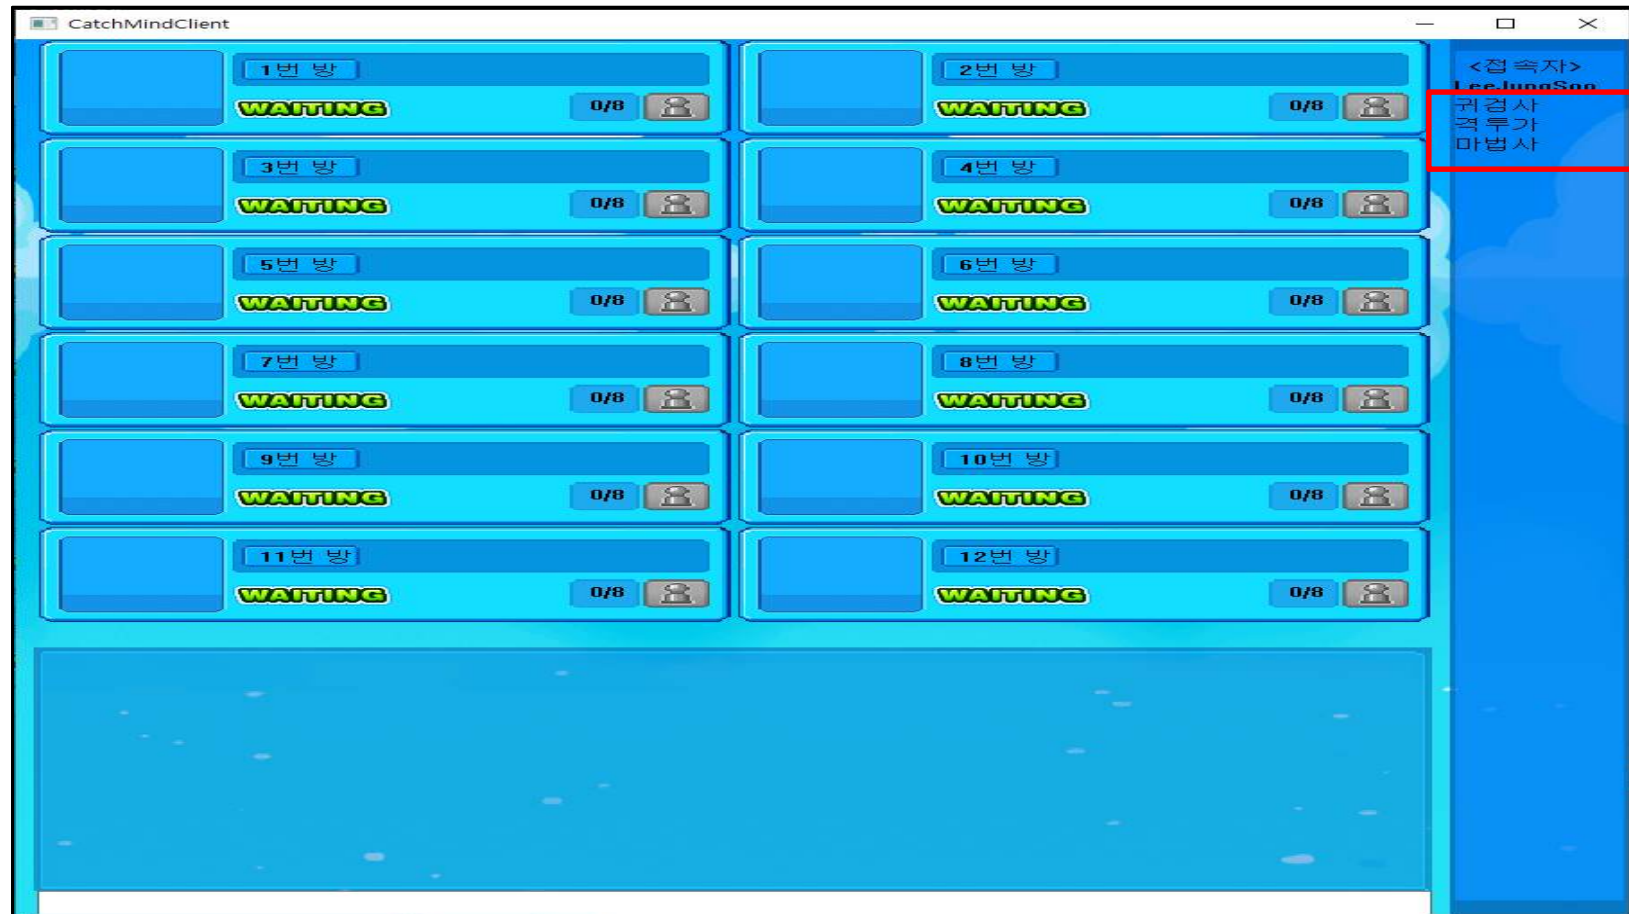 CatchMindClient
1번 방
WAITING
0/8
2번 방
WAITING
0/8
<접속자>
LeeJungSoo
귀검사
격투가
마법사
3번 방
WAITING
0/8
4번 방
WAITING
0/8
5번 방
WAITING
0/8
6번 방
WAITING
0/8
7번 방
WAITING
0/8
8번 방
WAITING
0/8
9번 방
WAITING
0/8
10번 방
WAITING
0/8
11번 방
WAITING
0/8
12번 방
WAITING
0/8